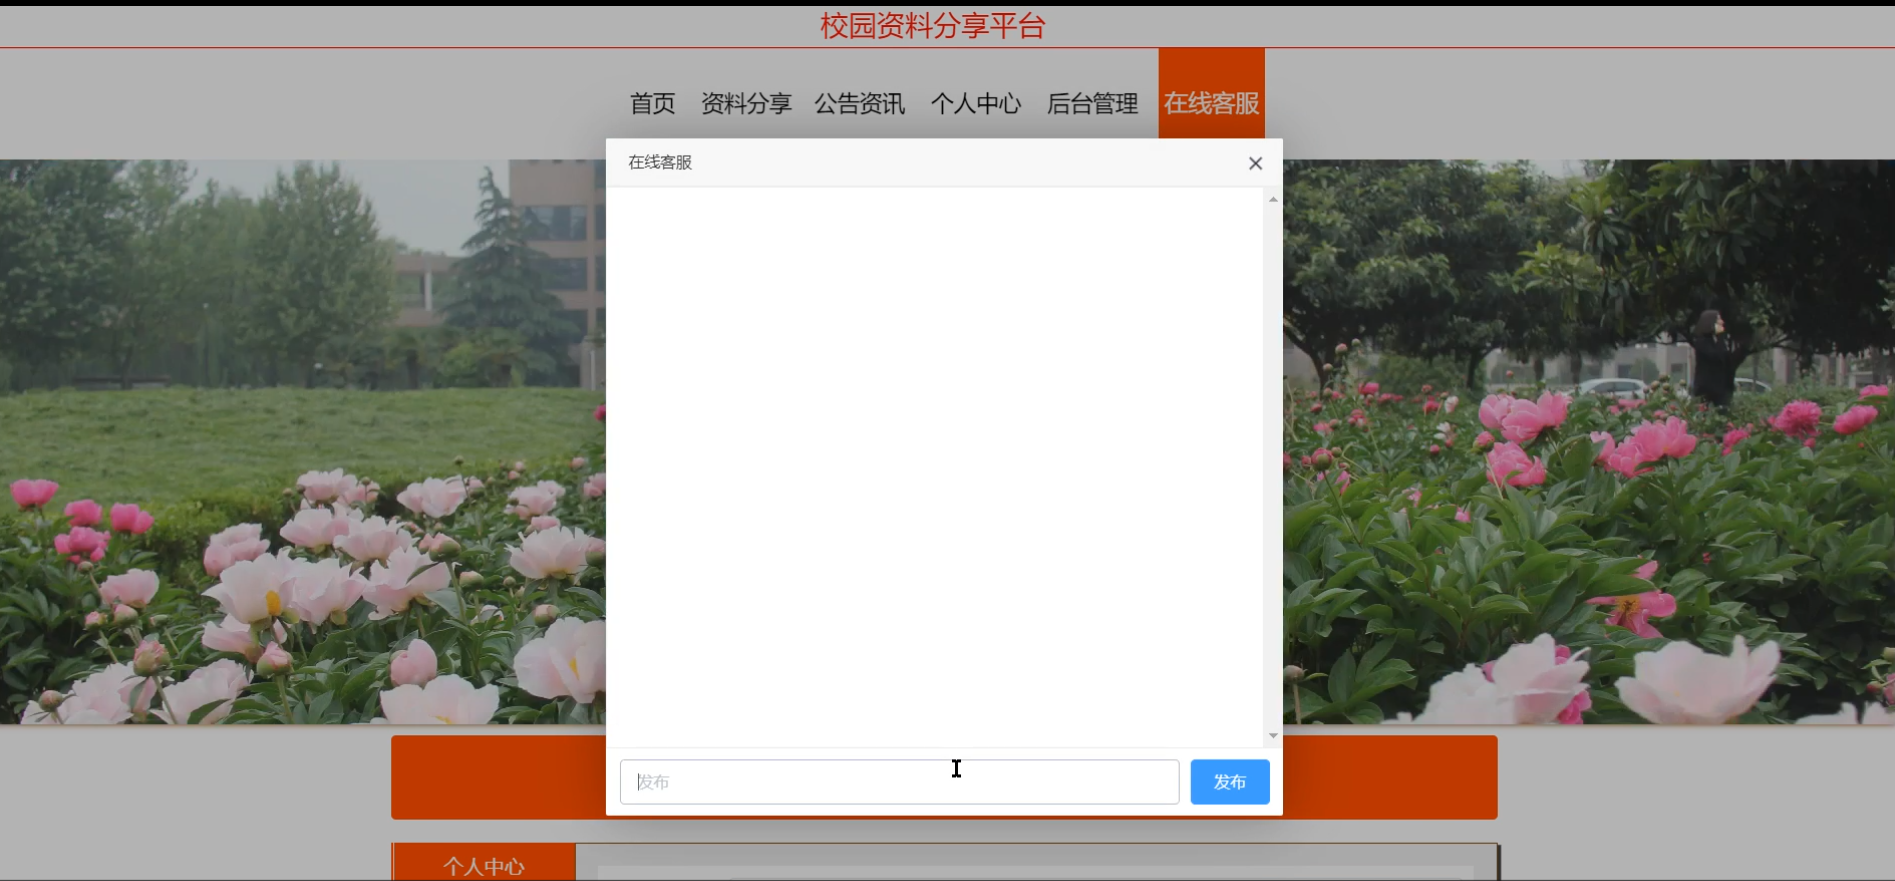 校园资料分享平台
首页 资料分享 公告资讯 个人中心 后台管理 在线客服
在线客服
发布 发布
个人中心